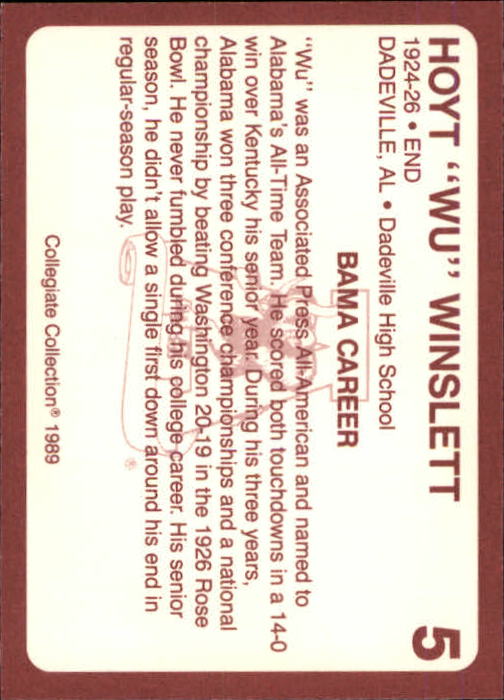 HOYT "WU" WINSLETT
5
1924-26 • END
DADEVILLE, AL • Dadeville High School
BAMA CAREER
"Wu" was an Associated Press All-American and named to
Alabama's All-Time Team. He scored both touchdowns in a 14-0
win over Kentucky his senior year. During his three years,
Alabama won three conference championships and a national
championship by beating Washington 20-19 in the 1926 Rose
Bowl. He never fumbled during his college career. His senior
season, he didn't allow a single first down around his end in
regular-season play.
Collegiate Collection® 1989
®